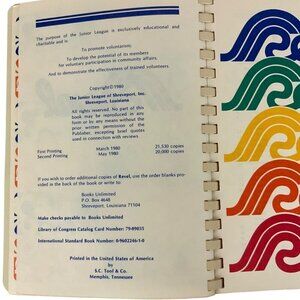 The purpose of the Junior League is exclusively educational and
charitable and is
To promote voluntarism;
To develop the potential of its members
for voluntary participation in community affairs.
And to demonstrate the effectiveness of trained volunteers.
Copyright © 1980
The Junior League of Shreveport, Inc.
Shreveport, Louisiana
All rights reserved. No part of this
book may be reproduced in any
form or by any means without the
prior written permission of the
Publisher, excepting brief quotes
used in connection with reviews
First Printing March 1980 21,530 copies
Second Printing May 1980 20,000 copies
If you wish to order additional copies of Revel, use the order blanks
provided in the back of the book or write to:
Books Unlimited
P.O. Box 4648
Shreveport, Louisiana 71104
Make checks payable to Books Unlimited
Library of Congress Catalog Card Number: 79-89035
International Standard Book Number: 0-9602246-1-0
Printed in the United States of America
by
S.C. Toof & Co.
Memphis, Tennessee